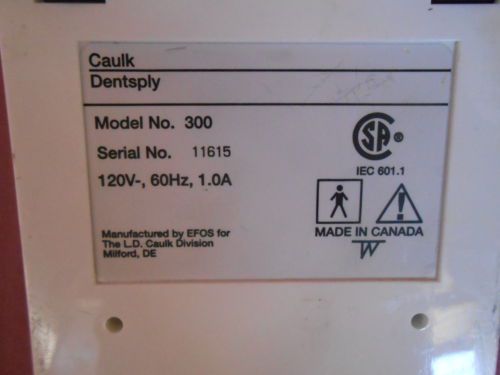 Caulk
Dentsply
Model No. 300
Serial No. 11615
120V~, 60Hz, 1.0A
CSA ®
IEC 601.1
Manufactured by EFOS for
The L.D. Caulk Division
Milford, DE
MADE IN CANADA